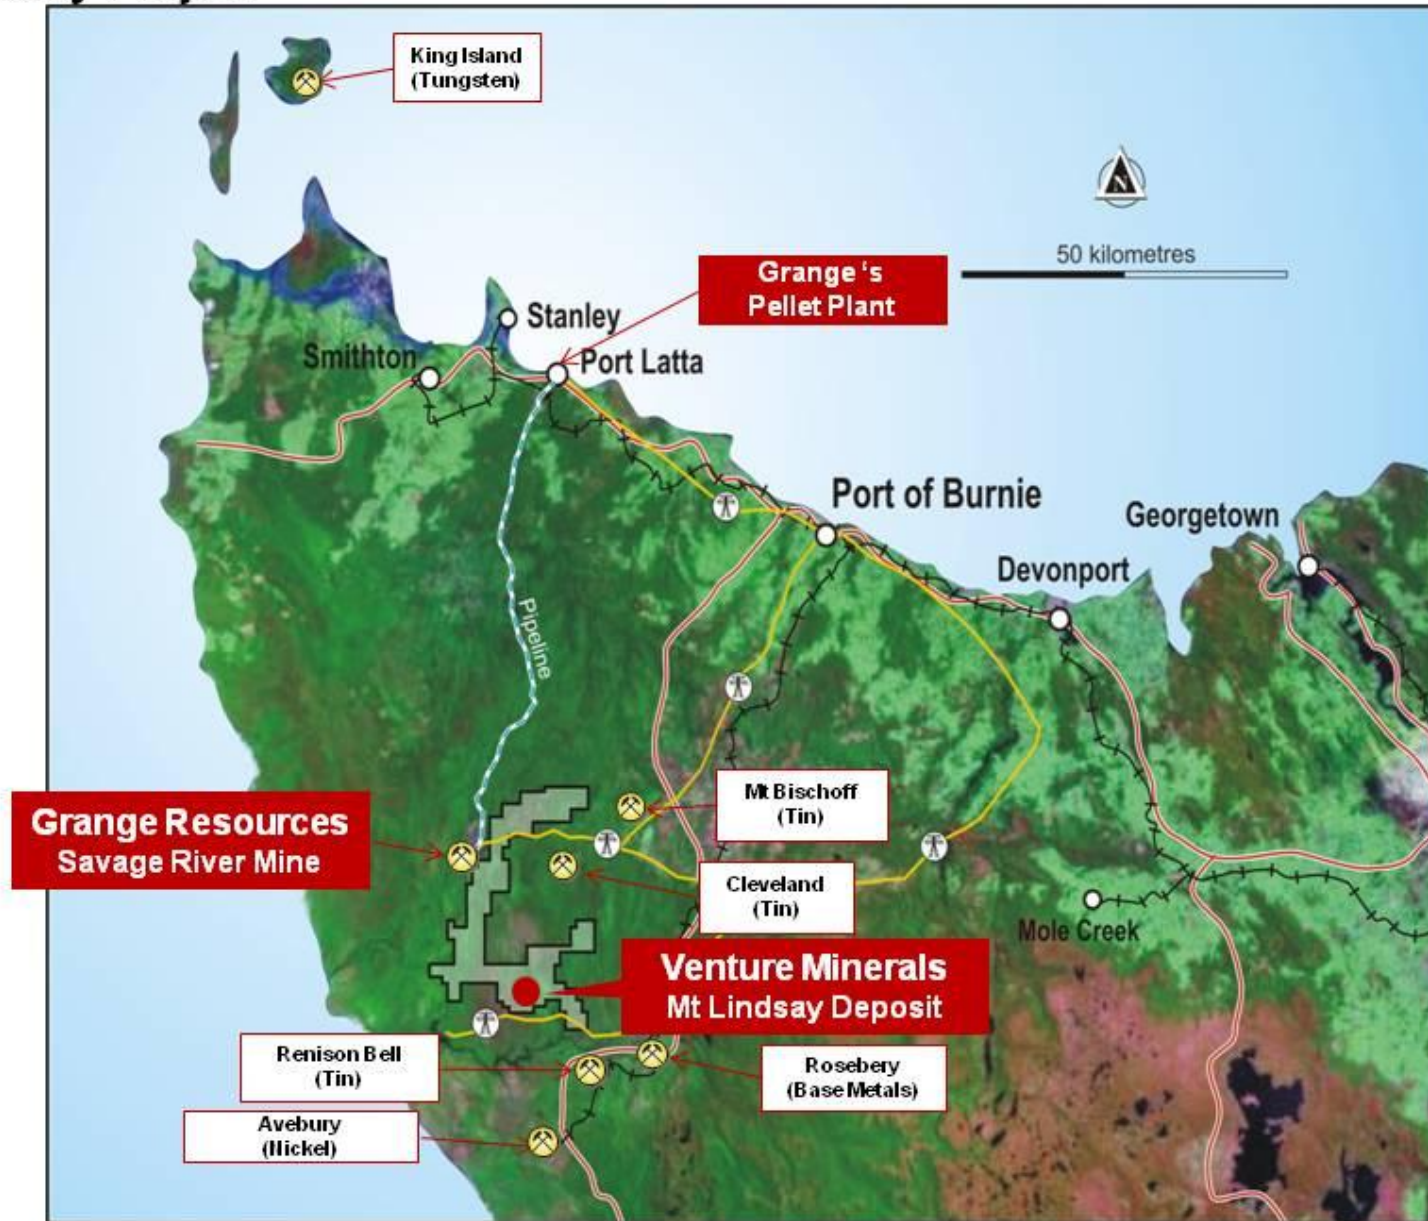 King Island
(Tungsten)
N
50 kilometres
Grange 's
Pellet Plant
Stanley
Smithton
Port Latta
Port of Burnie
Georgetown
Devonport
Pipeline
Mt Bischoff
(Tin)
Grange Resources
Savage River Mine
Cleveland
(Tin)
Mole Creek
Venture Minerals
Mt Lindsay Deposit
Renison Bell
(Tin)
Rosebery
(Base Metals)
Avebury
(Nickel)